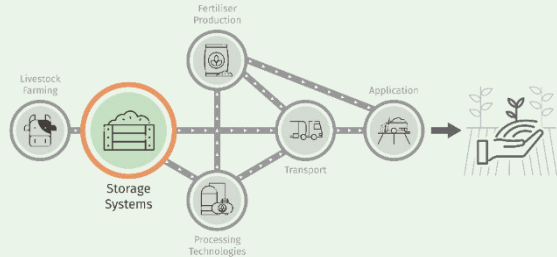 Fertiliser
Production
Livestock
Farming
Application
Storage
Systems
Transport
Processing
Technologies